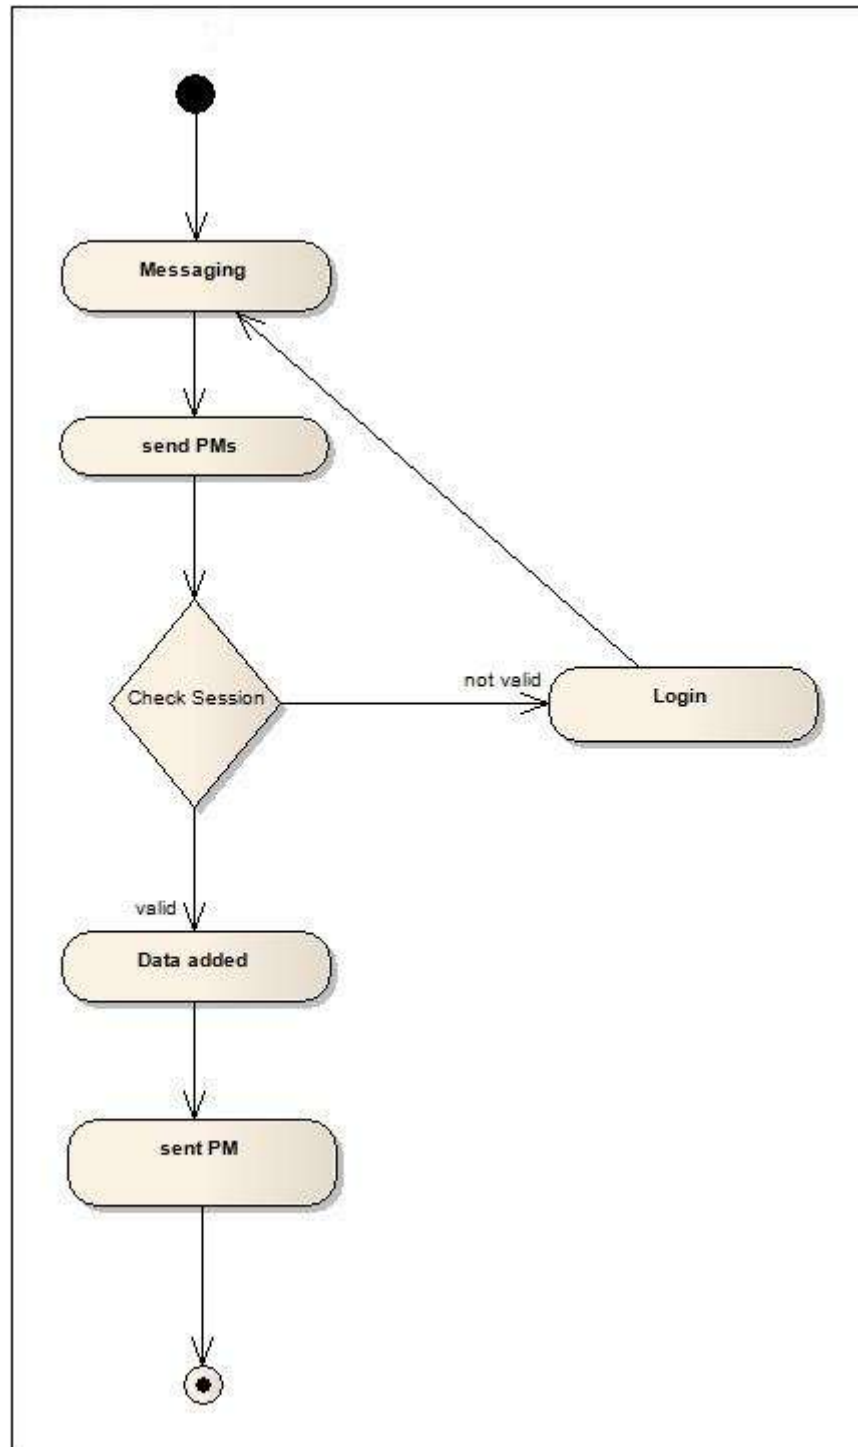 Messaging
send PMs
Check Session
not valid
Login
valid
Data added
sent PM